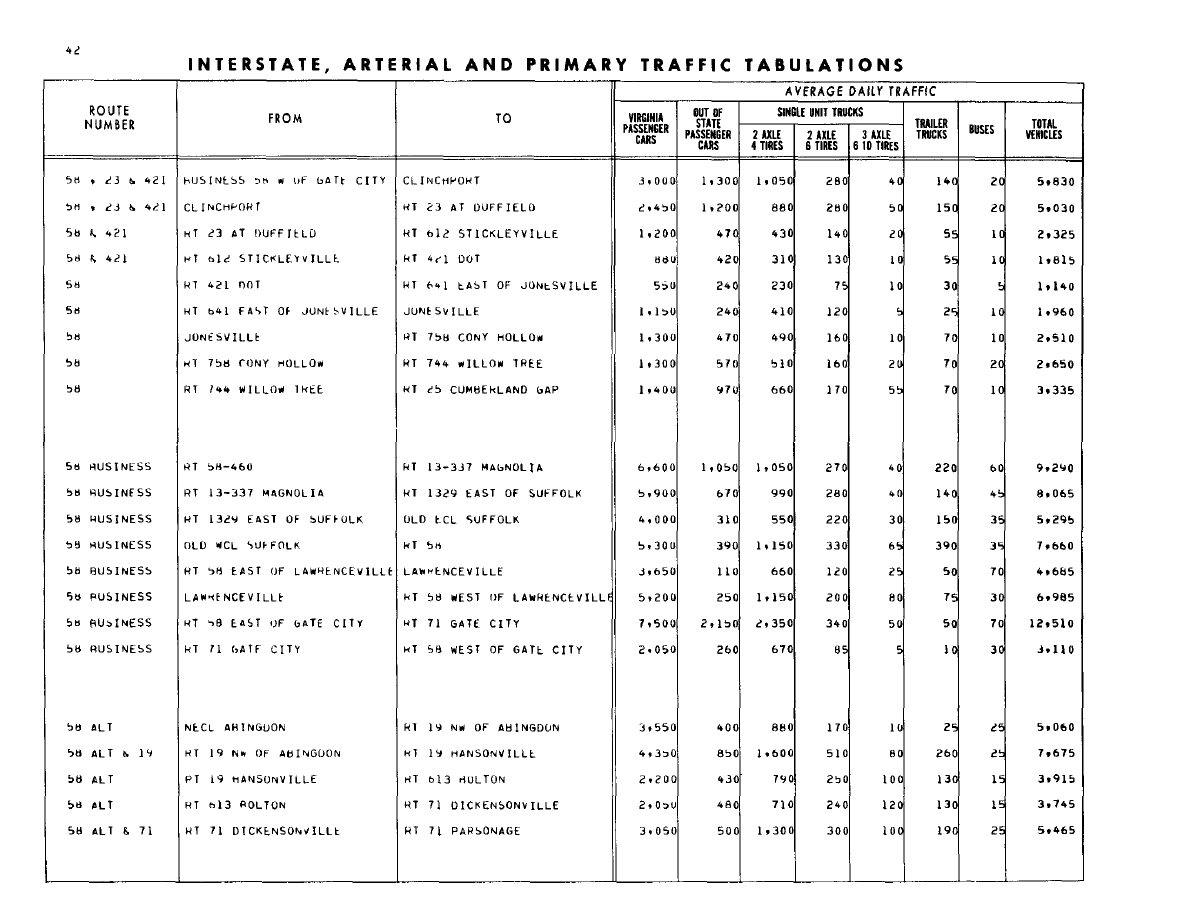 42
INTERSTATE, ARTERIAL AND PRIMARY TRAFFIC TABULATIONS
AVERAGE DAILY TRAFFIC
ROUTE NUMBER FROM TO VIRGINIA PASSENGER CARS OUT OF STATE PASSENGER CARS SINGLE UNIT TRUCKS 2 AXLE 4 TIRES 2 AXLE 6 TIRES 3 AXLE 6 10 TIRES TRAILER TRUCKS BUSES TOTAL VEHICLES
58 , 23 & 421 BUSINESS 58 W OF GATE CITY CLINCHPORT 3,000 1,300 1,050 280 40 140 20 5,830
58 , 23 & 421 CLINCHPORT RT 23 AT DUFFIELD 2,450 1,200 880 280 50 150 20 5,030
58 & 421 RT 23 AT DUFFIELD RT 612 STICKLEYVILLE 1,200 470 430 140 20 55 10 2,325
58 & 421 RT 612 STICKLEYVILLE RT 421 DOT 880 420 310 130 10 55 10 1,815
58 RT 421 DOT RT 641 EAST OF JONESVILLE 550 240 230 75 10 30 5 1,140
58 RT 641 EAST OF JONESVILLE JONESVILLE 1,150 240 410 120 5 25 10 1,960
58 JONESVILLE RT 758 CONY HOLLOW 1,300 470 490 160 10 70 10 2,510
58 RT 758 CONY HOLLOW RT 744 WILLOW TREE 1,300 570 510 160 20 70 20 2,650
58 RT 744 WILLOW TREE RT 25 CUMBERLAND GAP 1,400 970 660 170 55 70 10 3,335
58 BUSINESS RT 58-460 RT 13-337 MAGNOLIA 6,600 1,050 1,050 270 40 220 60 9,290
58 BUSINESS RT 13-337 MAGNOLIA RT 1329 EAST OF SUFFOLK 5,900 670 990 280 40 140 45 8,065
58 BUSINESS RT 1329 EAST OF SUFFOLK OLD ECL SUFFOLK 4,000 310 550 220 30 150 35 5,295
58 BUSINESS OLD WCL SUFFOLK RT 58 5,300 390 1,150 330 65 390 35 7,660
58 BUSINESS RT 58 EAST OF LAWRENCEVILLE LAWRENCEVILLE 3,650 110 660 120 25 50 70 4,685
58 BUSINESS LAWRENCEVILLE RT 58 WEST OF LAWRENCEVILLE 5,200 250 1,150 200 80 75 30 6,985
58 BUSINESS RT 58 EAST OF GATE CITY RT 71 GATE CITY 7,500 2,150 2,350 340 50 50 70 12,510
58 BUSINESS RT 71 GATE CITY RT 58 WEST OF GATE CITY 2,050 260 670 85 5 10 30 3,110
58 ALT NECL ABINGDON RT 19 NW OF ABINGDON 3,550 400 880 170 10 25 25 5,060
58 ALT & 19 RT 19 NW OF ABINGDON RT 19 HANSONVILLE 4,350 850 1,600 510 80 260 25 7,675
58 ALT RT 19 HANSONVILLE RT 613 BOLTON 2,200 430 790 250 100 130 15 3,915
58 ALT RT 613 BOLTON RT 71 DICKENSONVILLE 2,050 480 710 240 120 130 15 3,745
58 ALT & 71 RT 71 DICKENSONVILLE RT 71 PARSONAGE 3,050 500 1,300 300 100 190 25 5,465